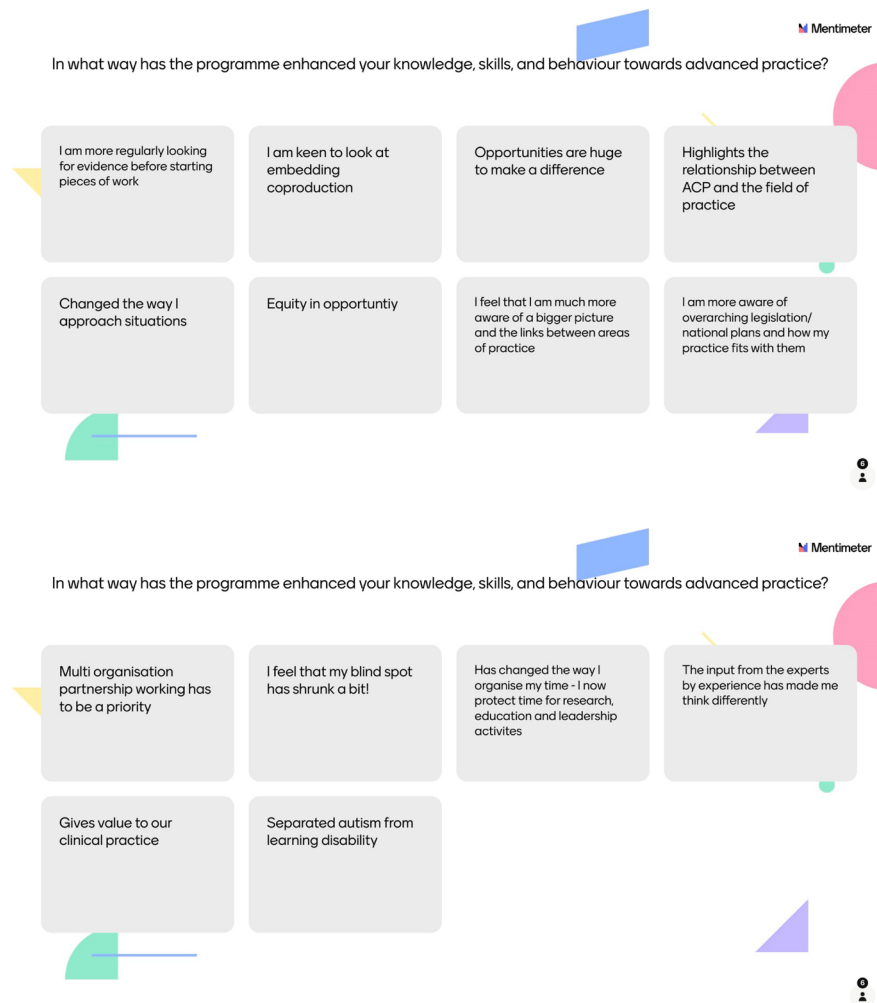 Mentimeter
In what way has the programme enhanced your knowledge, skills, and behaviour towards advanced practice?
I am more regularly looking
for evidence before starting
pieces of work
I am keen to look at
embedding
coproduction
Opportunities are huge
to make a difference
Highlights the
relationship between
ACP and the field of
practice
Changed the way I
approach situations
Equity in opportuntiy
I feel that I am much more
aware of a bigger picture
and the links between areas
of practice
I am more aware of
overarching legislation/
national plans and how my
practice fits with them
6
Mentimeter
In what way has the programme enhanced your knowledge, skills, and behaviour towards advanced practice?
Multi organisation
partnership working has
to be a priority
I feel that my blind spot
has shrunk a bit!
Has changed the way I
organise my time - I now
protect time for research,
education and leadership
activites
The input from the experts
by experience has made me
think differently
Gives value to our
clinical practice
Separated autism from
learning disability
6